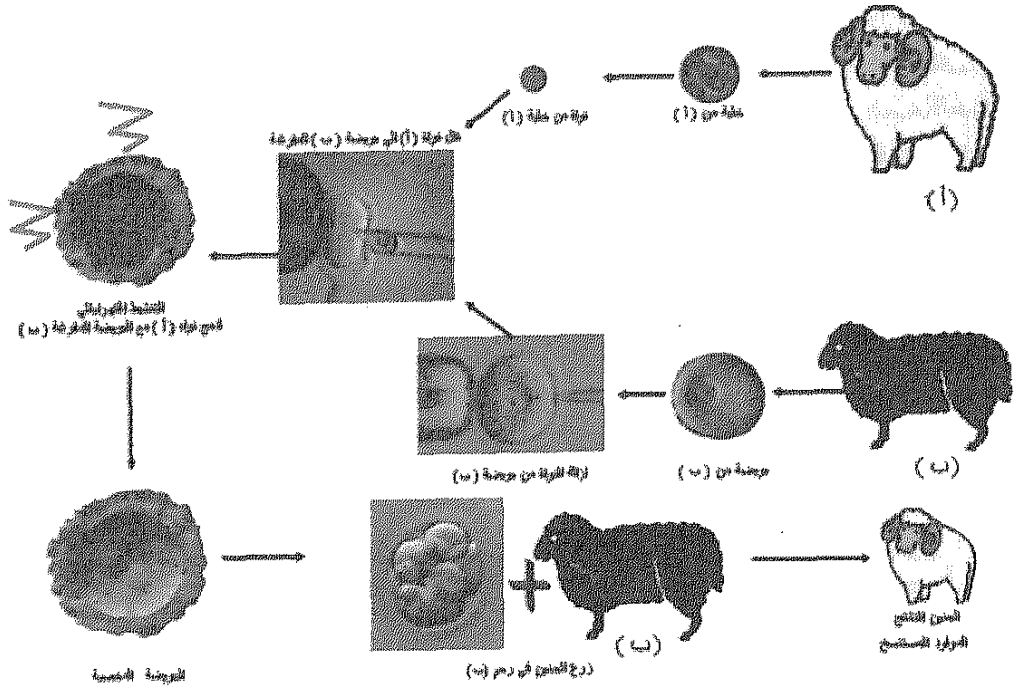 (أ)
خلية من (أ)
نواة من خلية (أ)
نقل نواة (أ) إلى بويضة (ب) المفرغة
(ب)
بويضة من (ب)
إزالة النواة من بويضة (ب)
التنشيط الكهربائي
لدمج نواة (أ) مع البويضة المفرغة (ب)
البويضة المخصبة
زرع الجنين في رحم (ب)
(ب)
الجنين الناتج
المولود المستنسخ